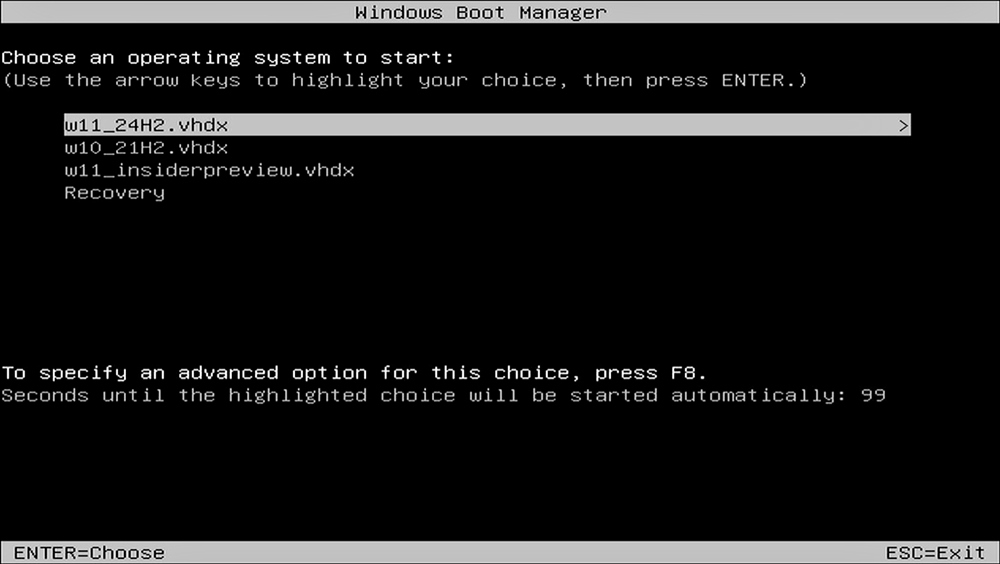 Windows Boot Manager
Choose an operating system to start:
(Use the arrow keys to highlight your choice, then press ENTER.)
w11_24H2.vhdx >
w10_21H2.vhdx
w11_insiderpreview.vhdx
Recovery
To specify an advanced option for this choice, press F8.
Seconds until the highlighted choice will be started automatically: 99
ENTER=Choose ESC=Exit